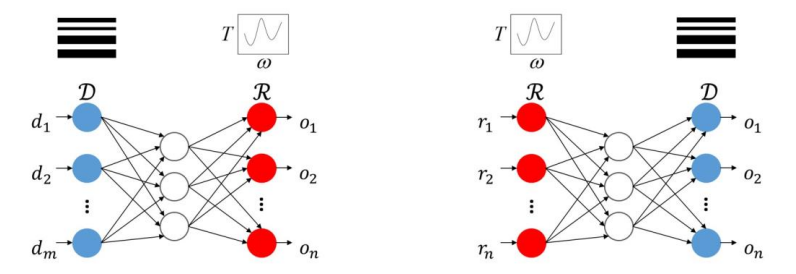 T
ω
𝒟
ℛ
d₁
o₁
d₂
o₂
⋮
⋮
dₘ
oₙ
T
ω
ℛ
𝒟
r₁
o₁
r₂
o₂
⋮
⋮
rₙ
oₙ